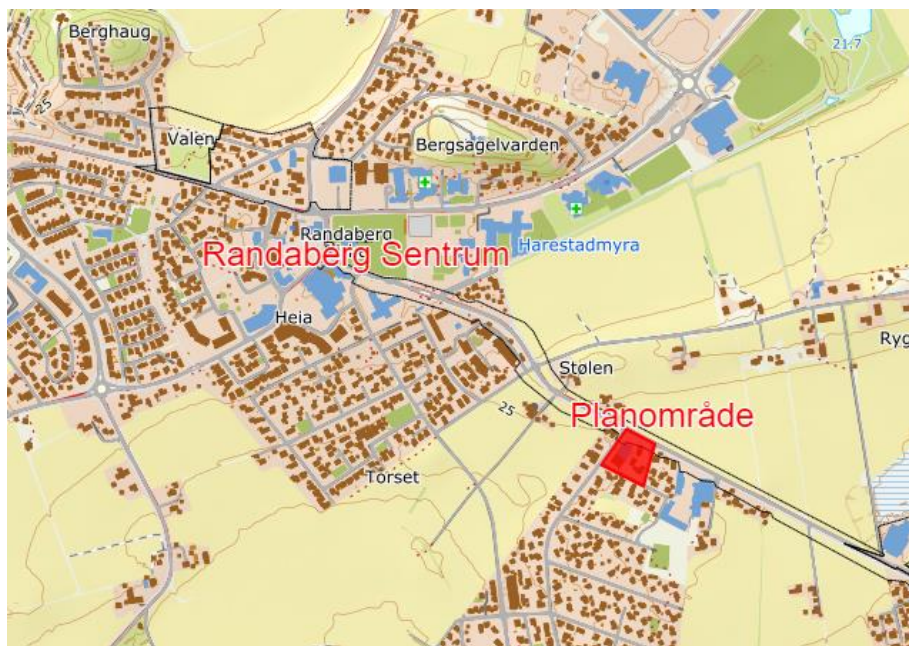 Berghaug
21.7
25
Valen
Bergsagelvarden
Randaberg
Randaberg Sentrum
Harestadmyra
Heia
Stølen
Ryg
25
Planområde
Torset